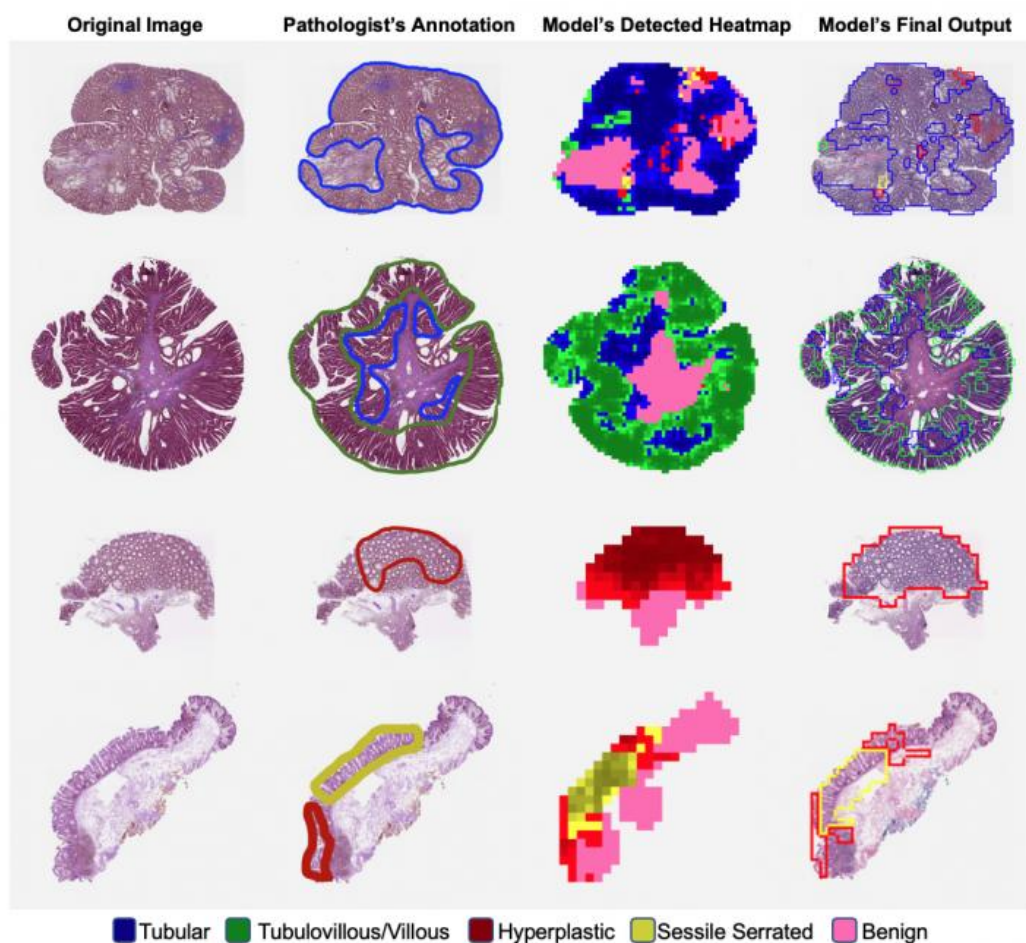 Original Image Pathologist's Annotation Model's Detected Heatmap Model's Final Output
Tubular Tubulovillous/Villous Hyperplastic Sessile Serrated Benign